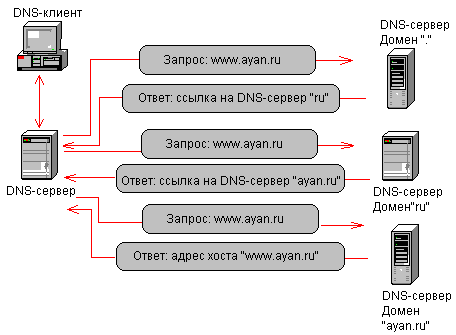 DNS-клиент
DNS-сервер
Домен "."
Запрос: www.ayan.ru
Ответ: ссылка на DNS-сервер "ru"
Запрос: www.ayan.ru
DNS-сервер
Ответ: ссылка на DNS-сервер "ayan.ru"
DNS-сервер
Домен"ru"
Запрос: www.ayan.ru
Ответ: адрес хоста "www.ayan.ru"
DNS-сервер
Домен
"ayan.ru"